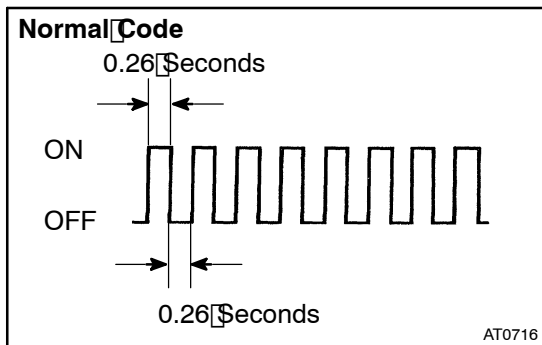 Normal Code
0.26 Seconds
ON
OFF
0.26 Seconds
AT0716